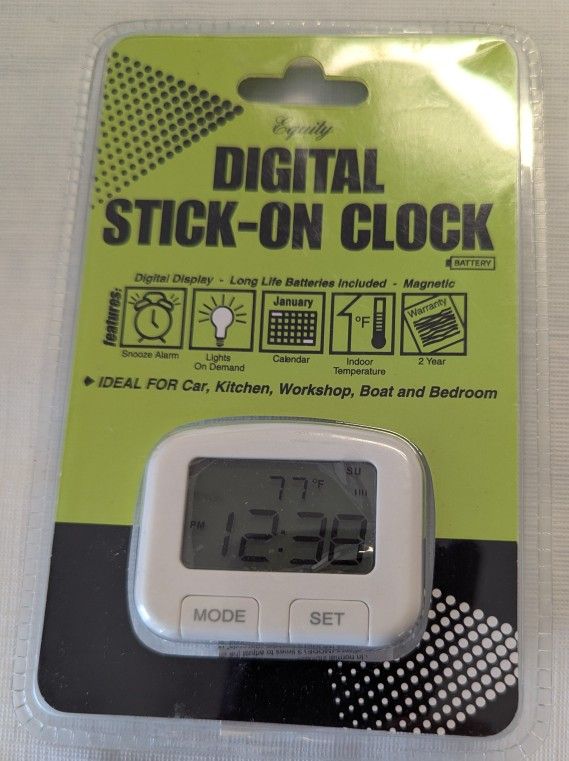 Equity
DIGITAL
STICK-ON CLOCK
BATTERY
Digital Display - Long Life Batteries Included - Magnetic
features:
Snooze Alarm
Lights
On Demand
January
Calendar
°F
Indoor
Temperature
Warranty
2 Year
IDEAL FOR Car, Kitchen, Workshop, Boat and Bedroom
SU
77°F
PM 12:38
MODE SET